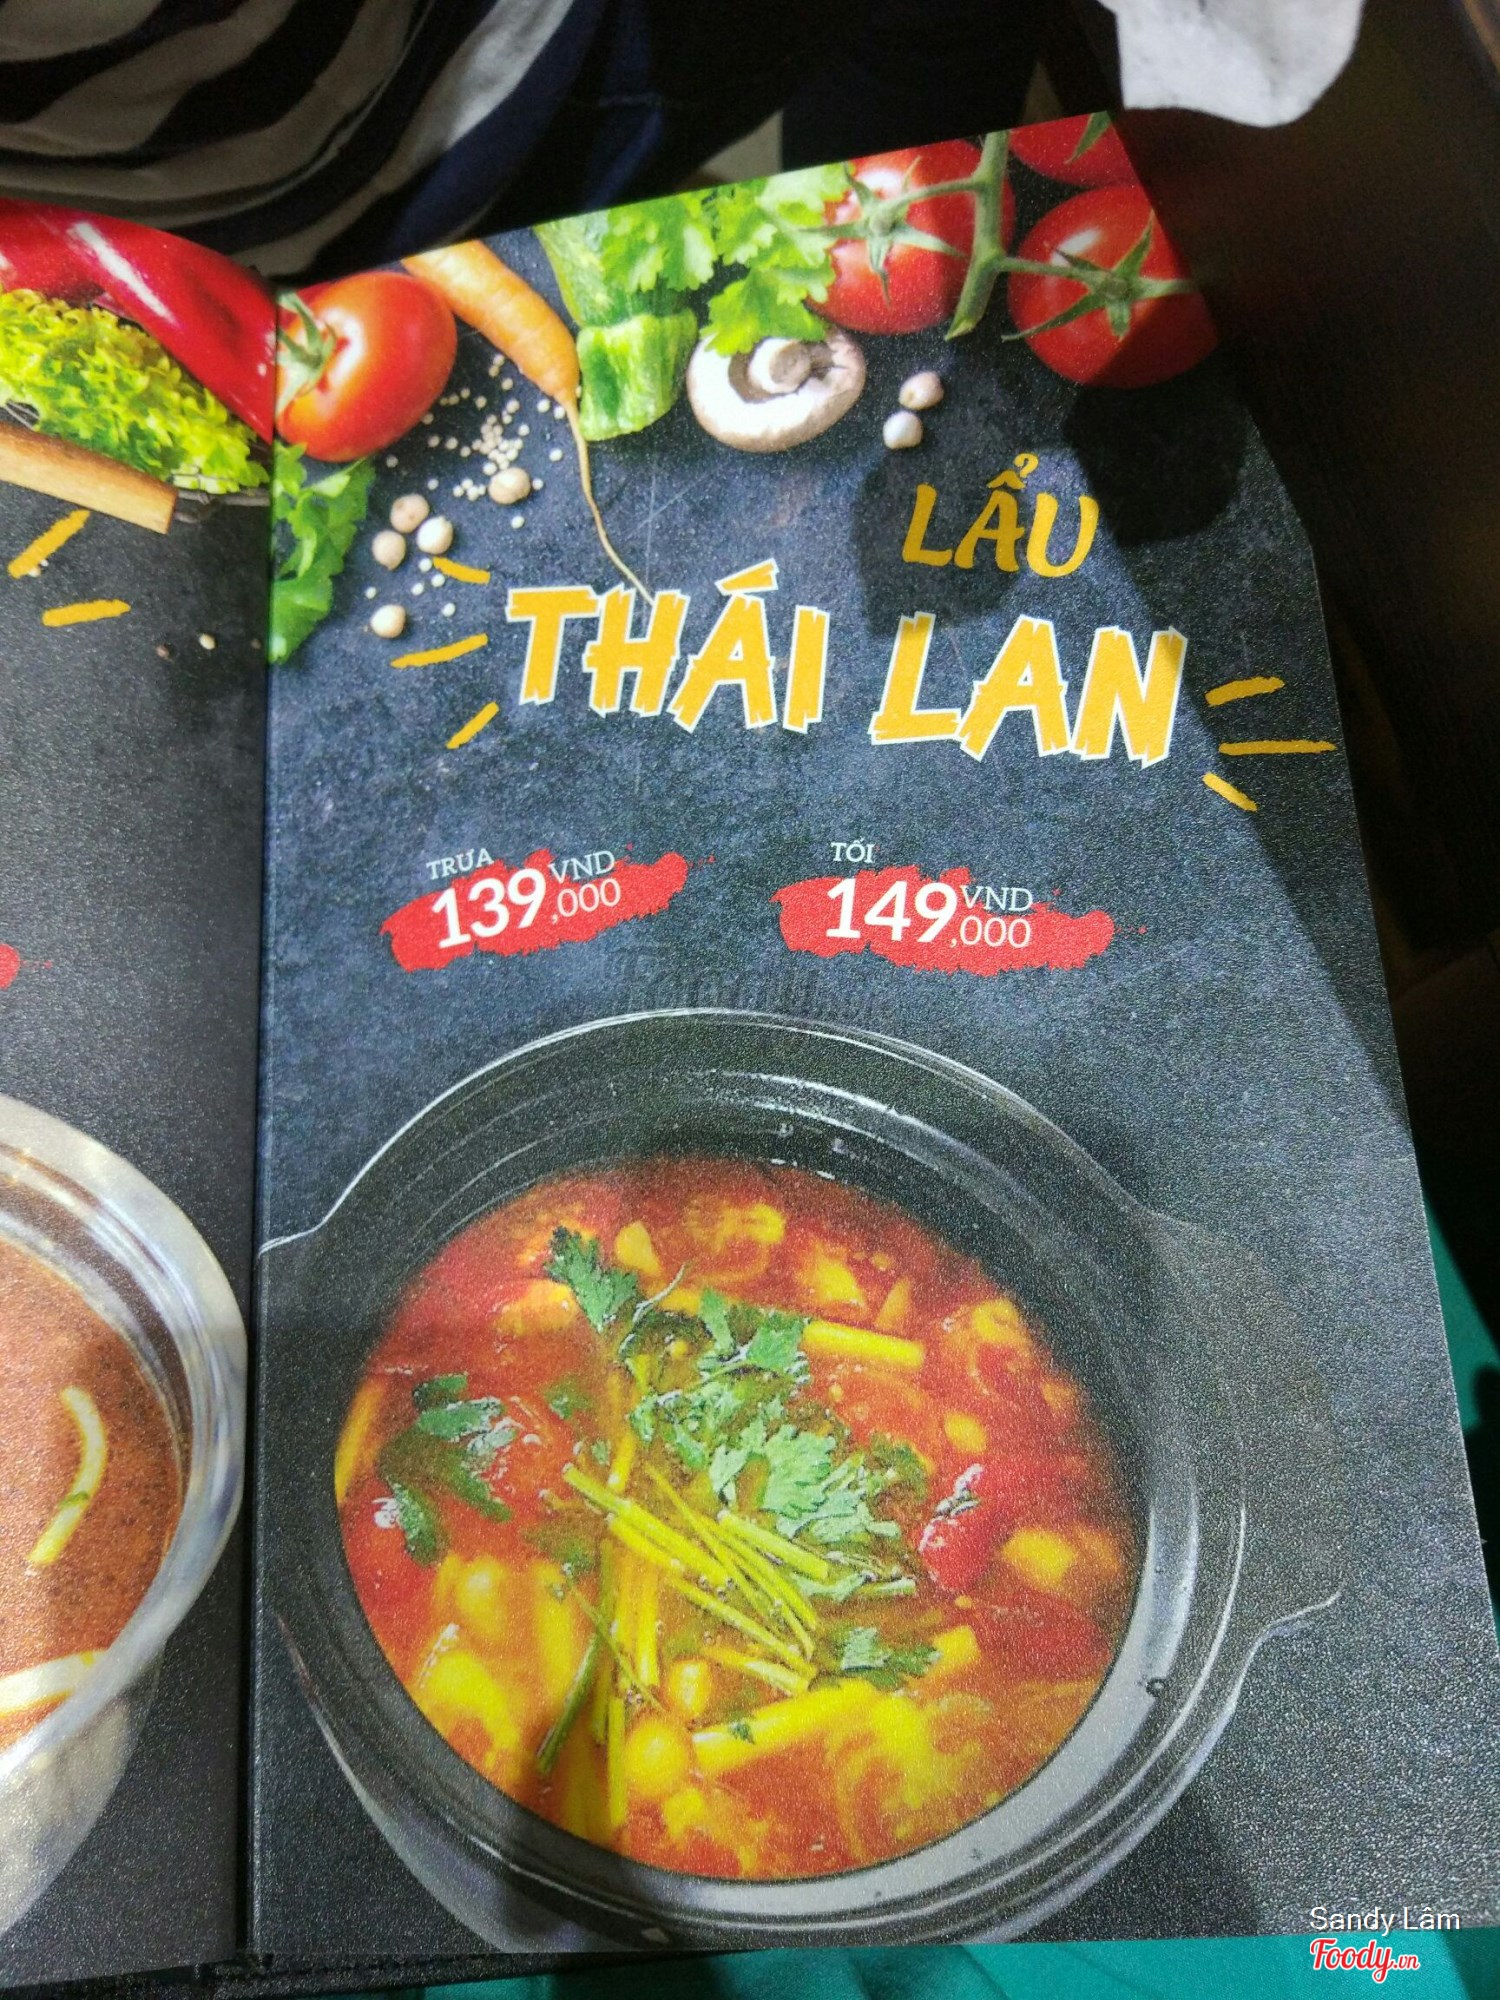 LẨU
THÁI LAN
TRƯA
139,000 VND
TỐI
149,000 VND
Sandy Lâm
Foody.vn